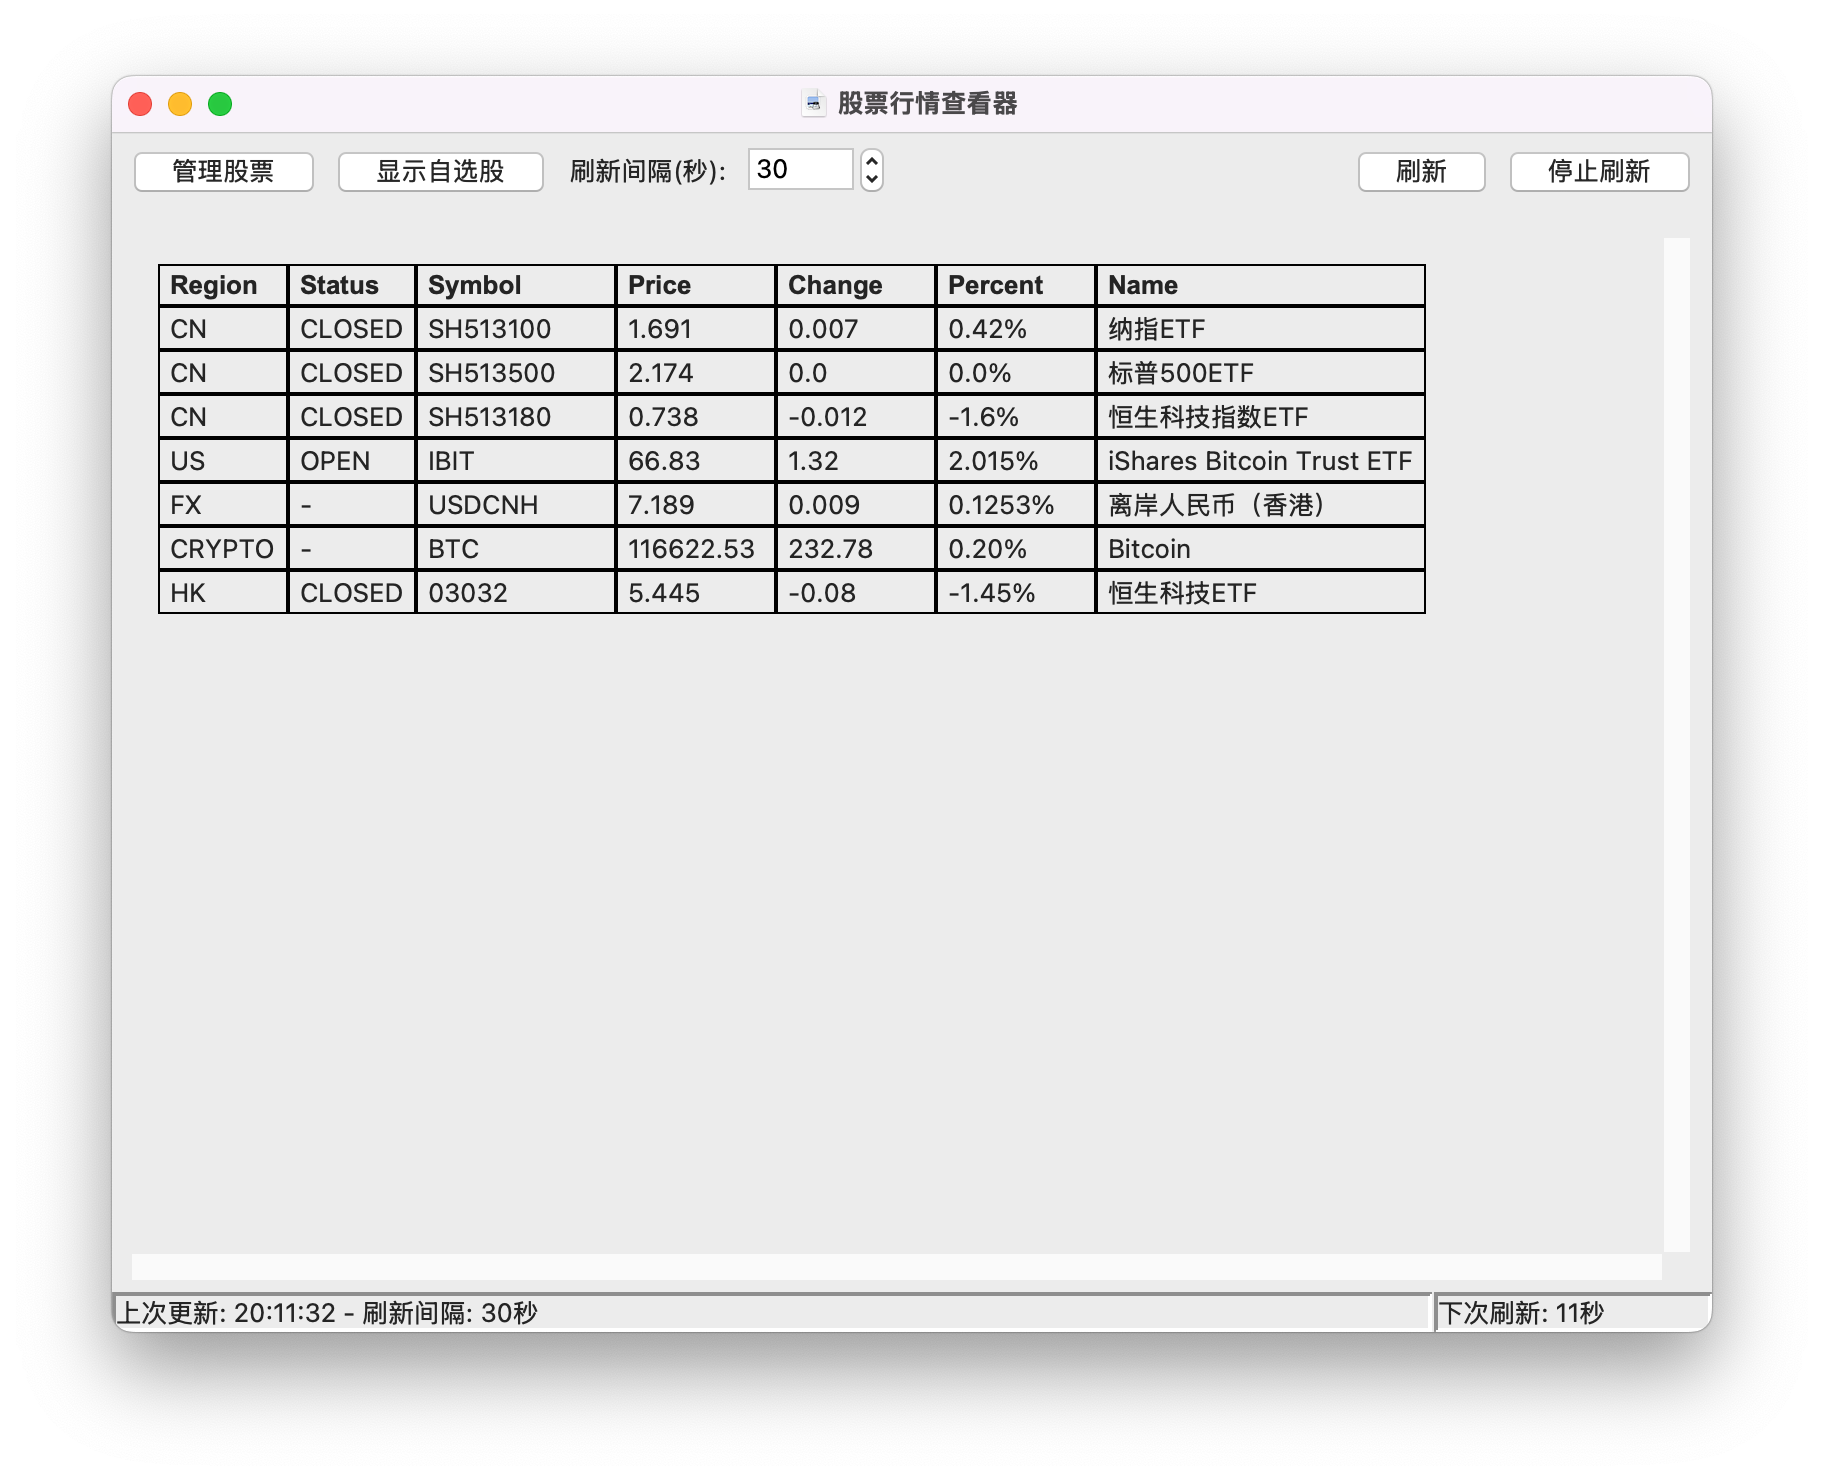 股票行情查看器
管理股票 显示自选股 刷新间隔(秒): 30 刷新 停止刷新
Region Status Symbol Price Change Percent Name
CN CLOSED SH513100 1.691 0.007 0.42% 纳指ETF
CN CLOSED SH513500 2.174 0.0 0.0% 标普500ETF
CN CLOSED SH513180 0.738 -0.012 -1.6% 恒生科技指数ETF
US OPEN IBIT 66.83 1.32 2.015% iShares Bitcoin Trust ETF
FX - USDCNH 7.189 0.009 0.1253% 离岸人民币（香港）
CRYPTO - BTC 116622.53 232.78 0.20% Bitcoin
HK CLOSED 03032 5.445 -0.08 -1.45% 恒生科技ETF
上次更新: 20:11:32 - 刷新间隔: 30秒 下次刷新: 11秒